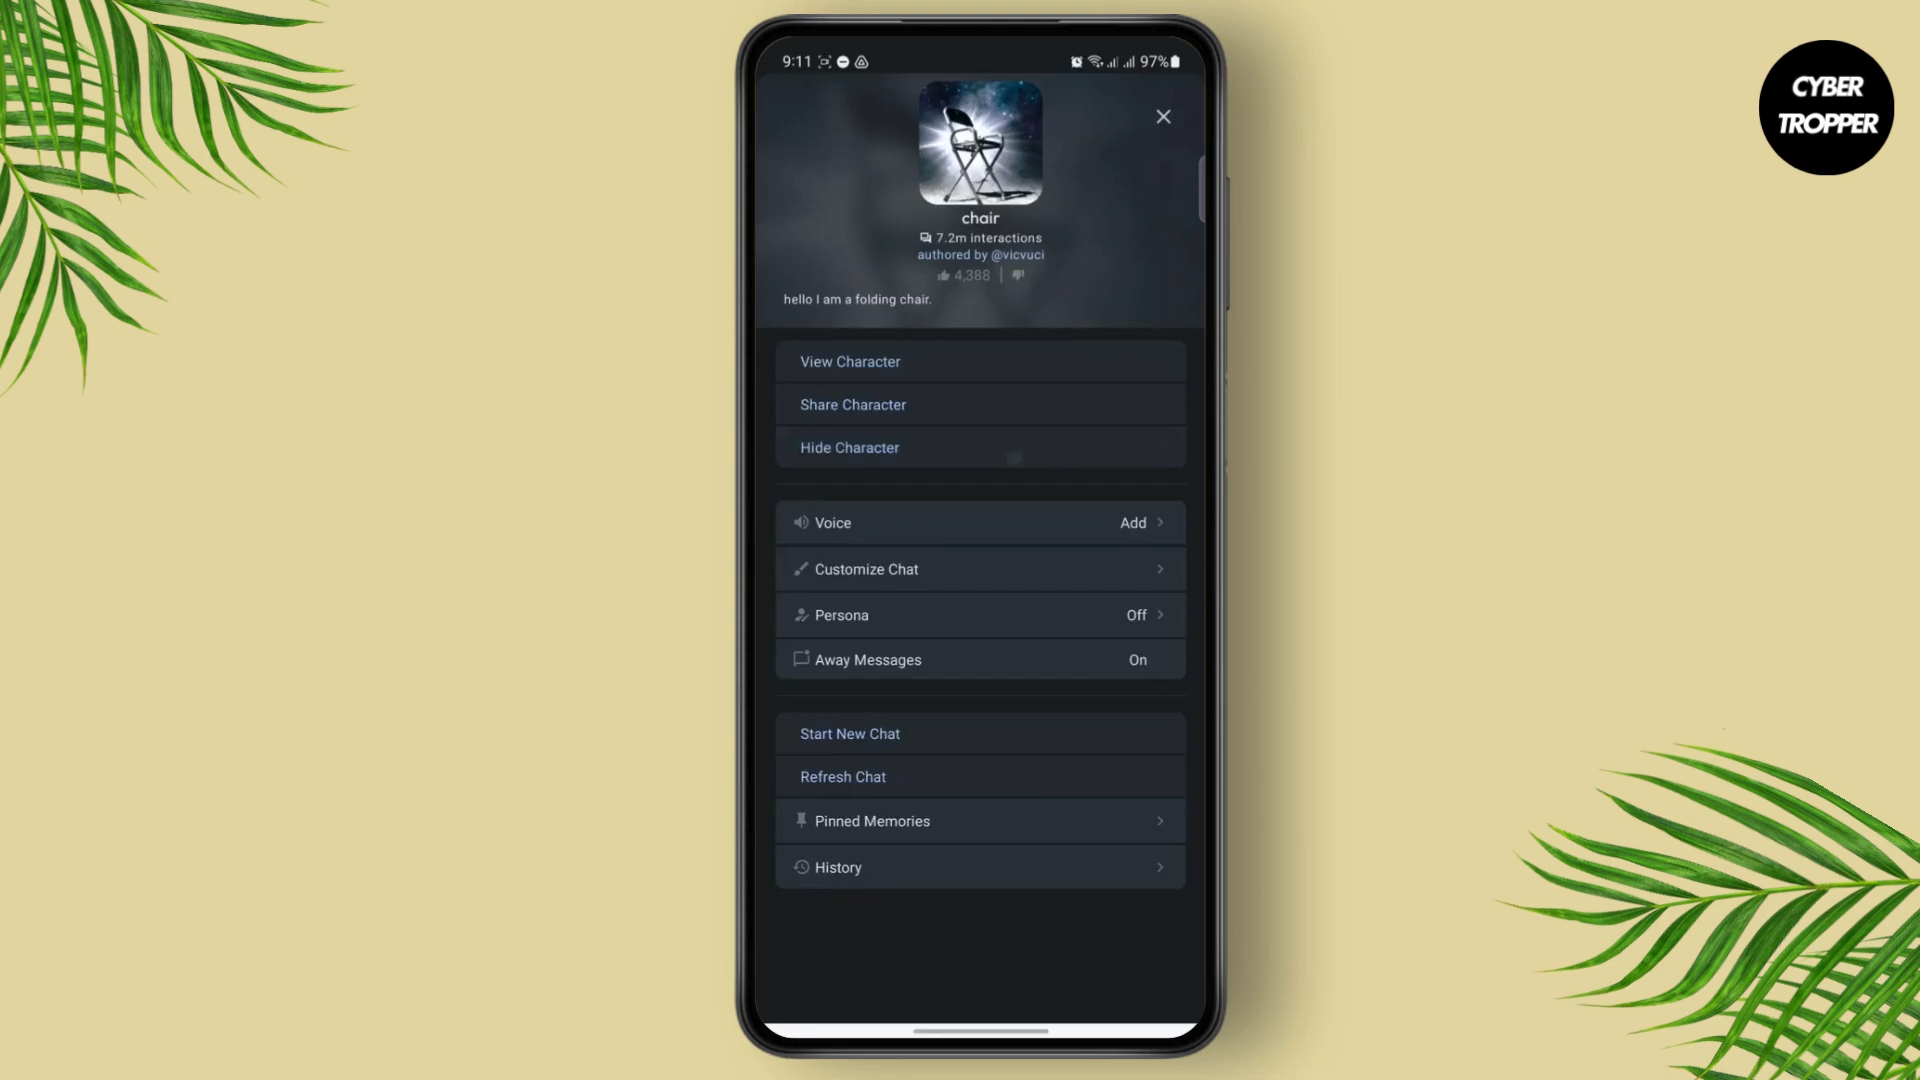 CYBER
TROPPER
9:11
97%
chair
7.2m interactions
authored by @vicvuci
4,388
hello I am a folding chair.
View Character
Share Character
Hide Character
Voice Add
Customize Chat
Persona Off
Away Messages On
Start New Chat
Refresh Chat
Pinned Memories
History